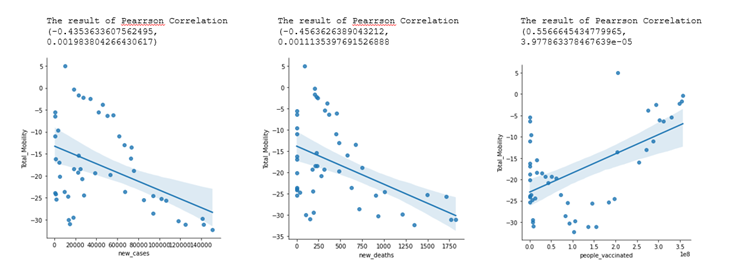 The result of Pearrson Correlation
(-0.4353633607562495,
0.001983804266430617)
The result of Pearrson Correlation
(-0.4563626389043212,
0.0011135397691526888
The result of Pearrson Correlation
(0.5566645434779965,
3.977863378467639e-05
Total_Mobility
5
0
−5
−10
−15
−20
−25
−30
0 20000 40000 60000 80000 100000 120000 140000
new_cases
Total_Mobility
5
0
−5
−10
−15
−20
−25
−30
−35
0 250 500 750 1000 1250 1500 1750
new_deaths
Total_Mobility
5
0
−5
−10
−15
−20
−25
−30
0.0 0.5 1.0 1.5 2.0 2.5 3.0 3.5
1e8
people_vaccinated